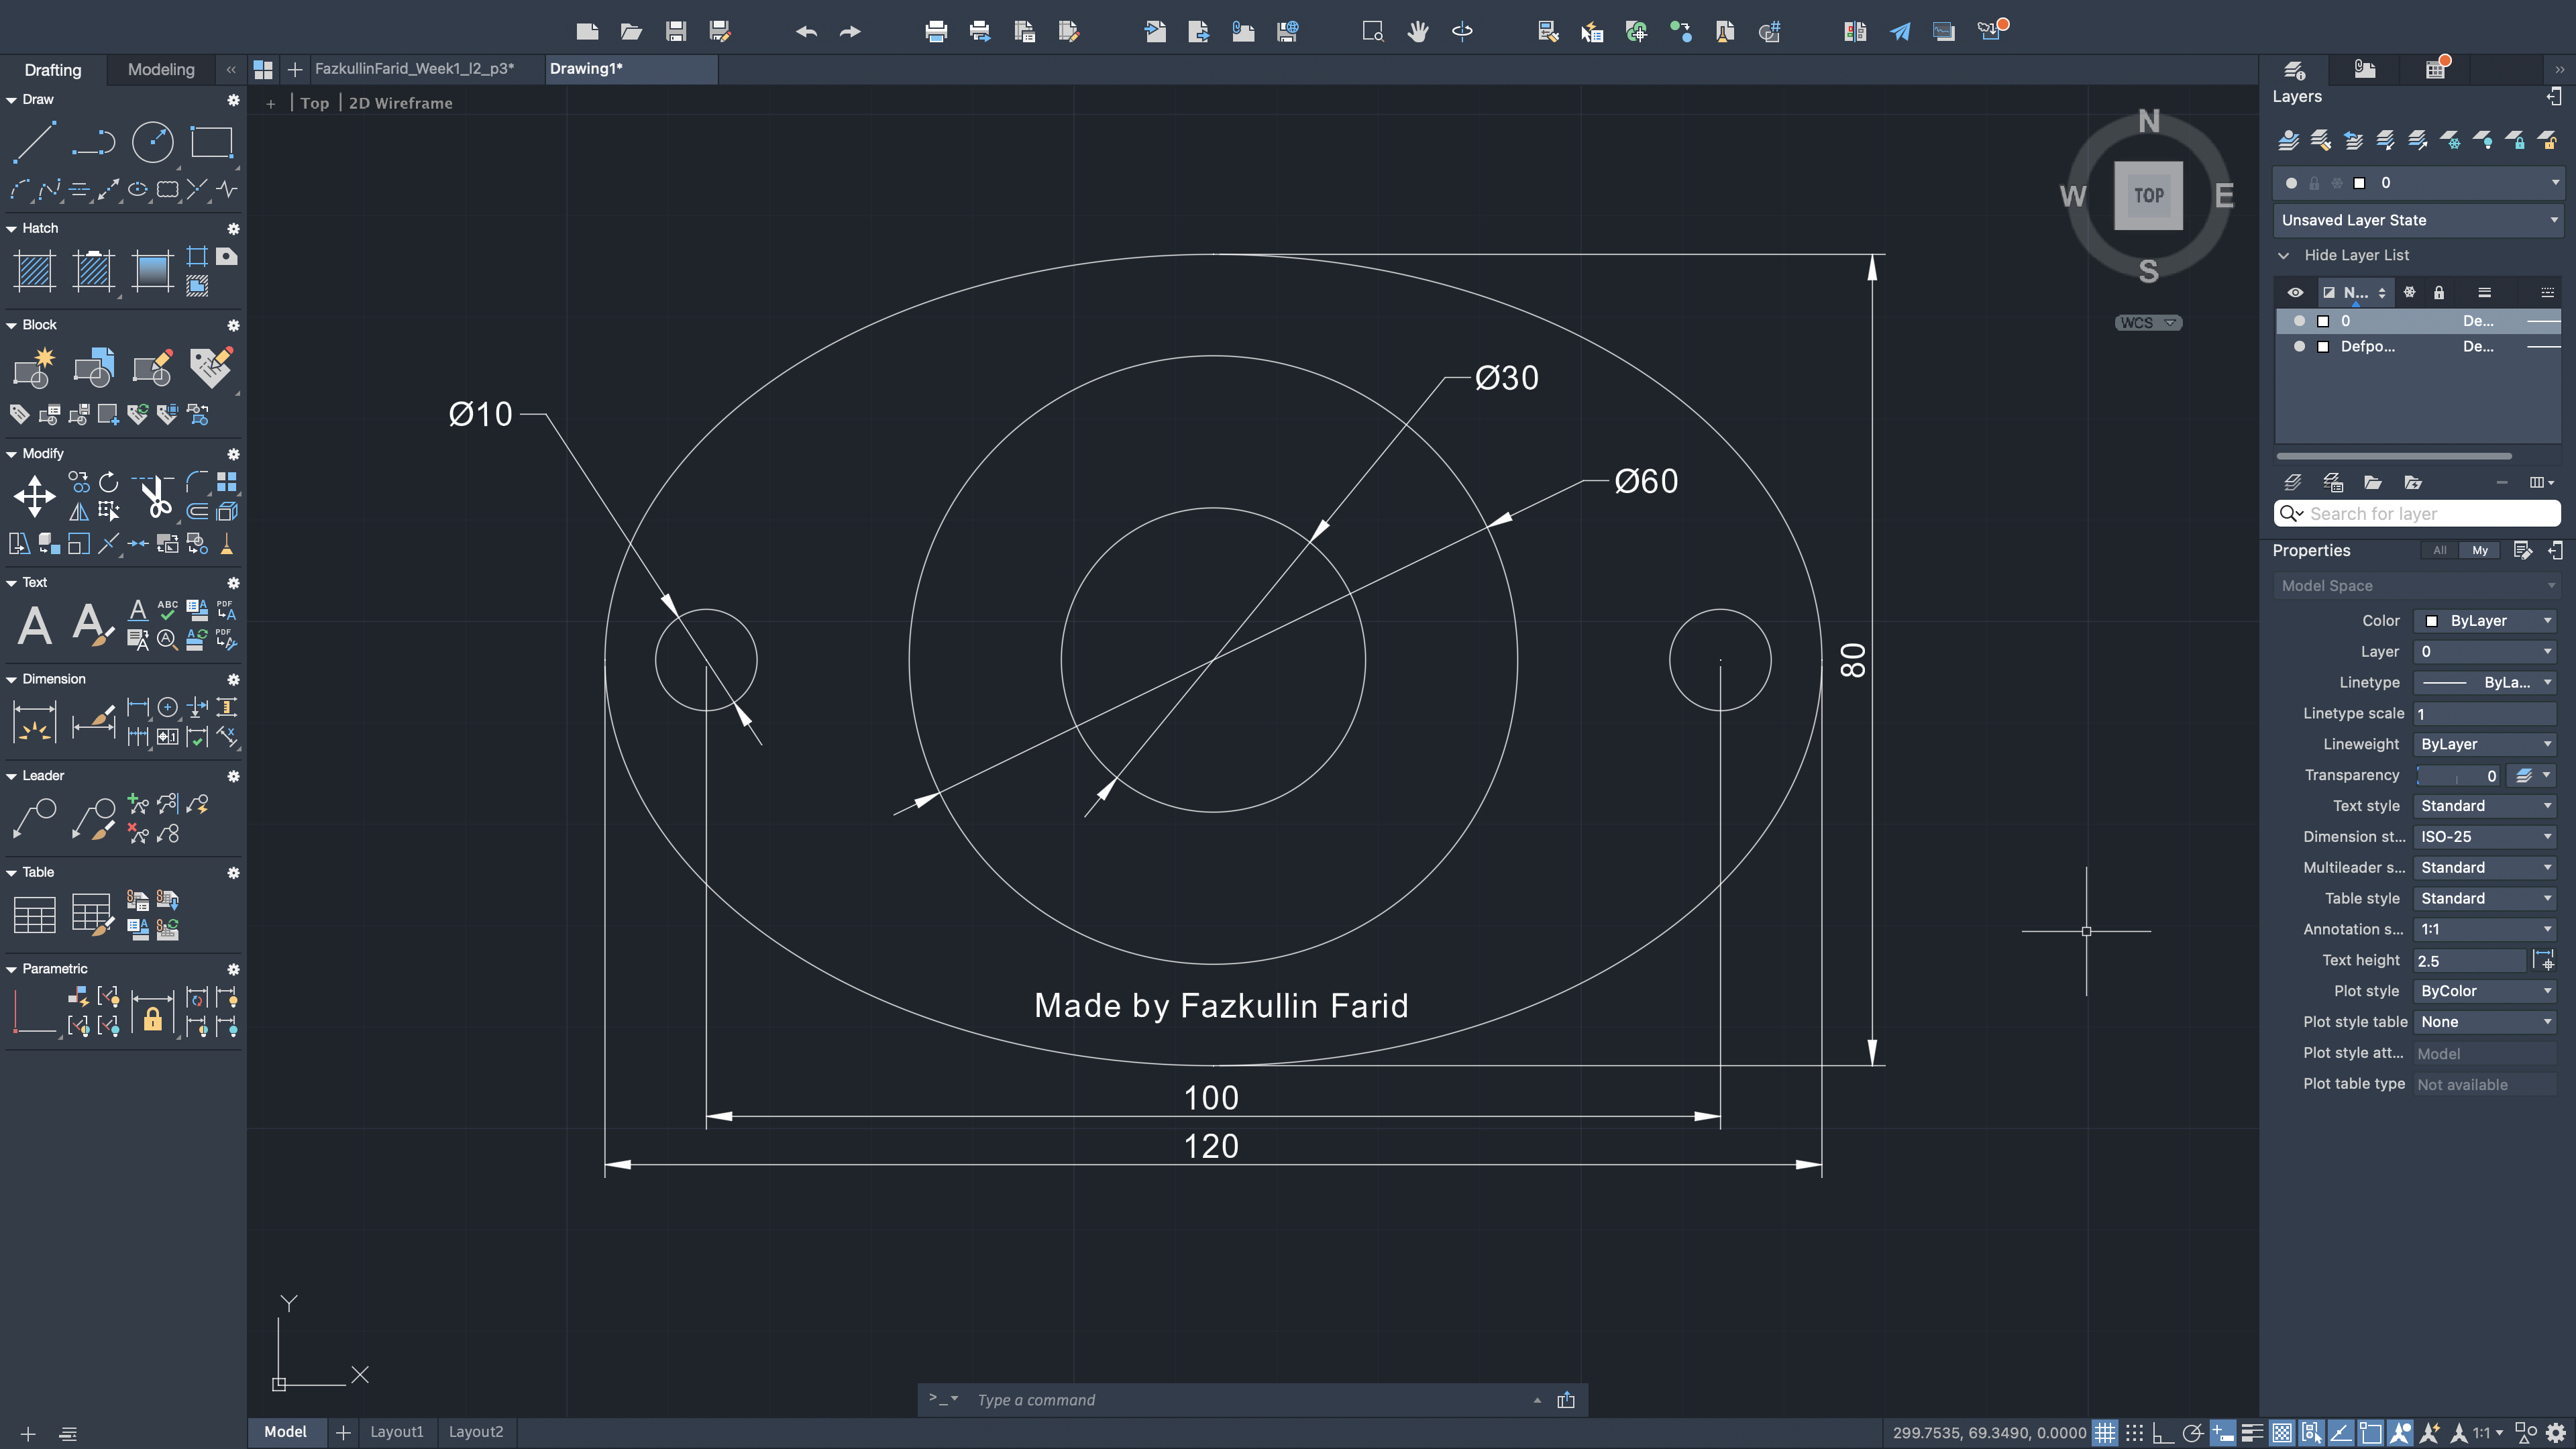 Drafting Modeling « FazkullinFarid_Week1_l2_p3* Drawing1* »
+ | Top | 2D Wireframe
Draw
Hatch
Block
Modify
Text
ABC PDF
A PDF
Dimension
Leader
Table
Parametric
Ø10
Ø30
Ø60
80
Made by Fazkullin Farid
100
120
Y
X
N
W TOP E
S
WCS
>_ Type a command
Model Layout1 Layout2
299.7535, 69.3490, 0.0000 1:1
Layers
0
Unsaved Layer State
Hide Layer List
N...
0 De...
Defpo... De...
Search for layer
Properties All My
Model Space
Color ByLayer
Layer 0
Linetype ByLa...
Linetype scale 1
Lineweight ByLayer
Transparency 0
Text style Standard
Dimension st... ISO-25
Multileader s... Standard
Table style Standard
Annotation s... 1:1
Text height 2.5
Plot style ByColor
Plot style table None
Plot style att... Model
Plot table type Not available